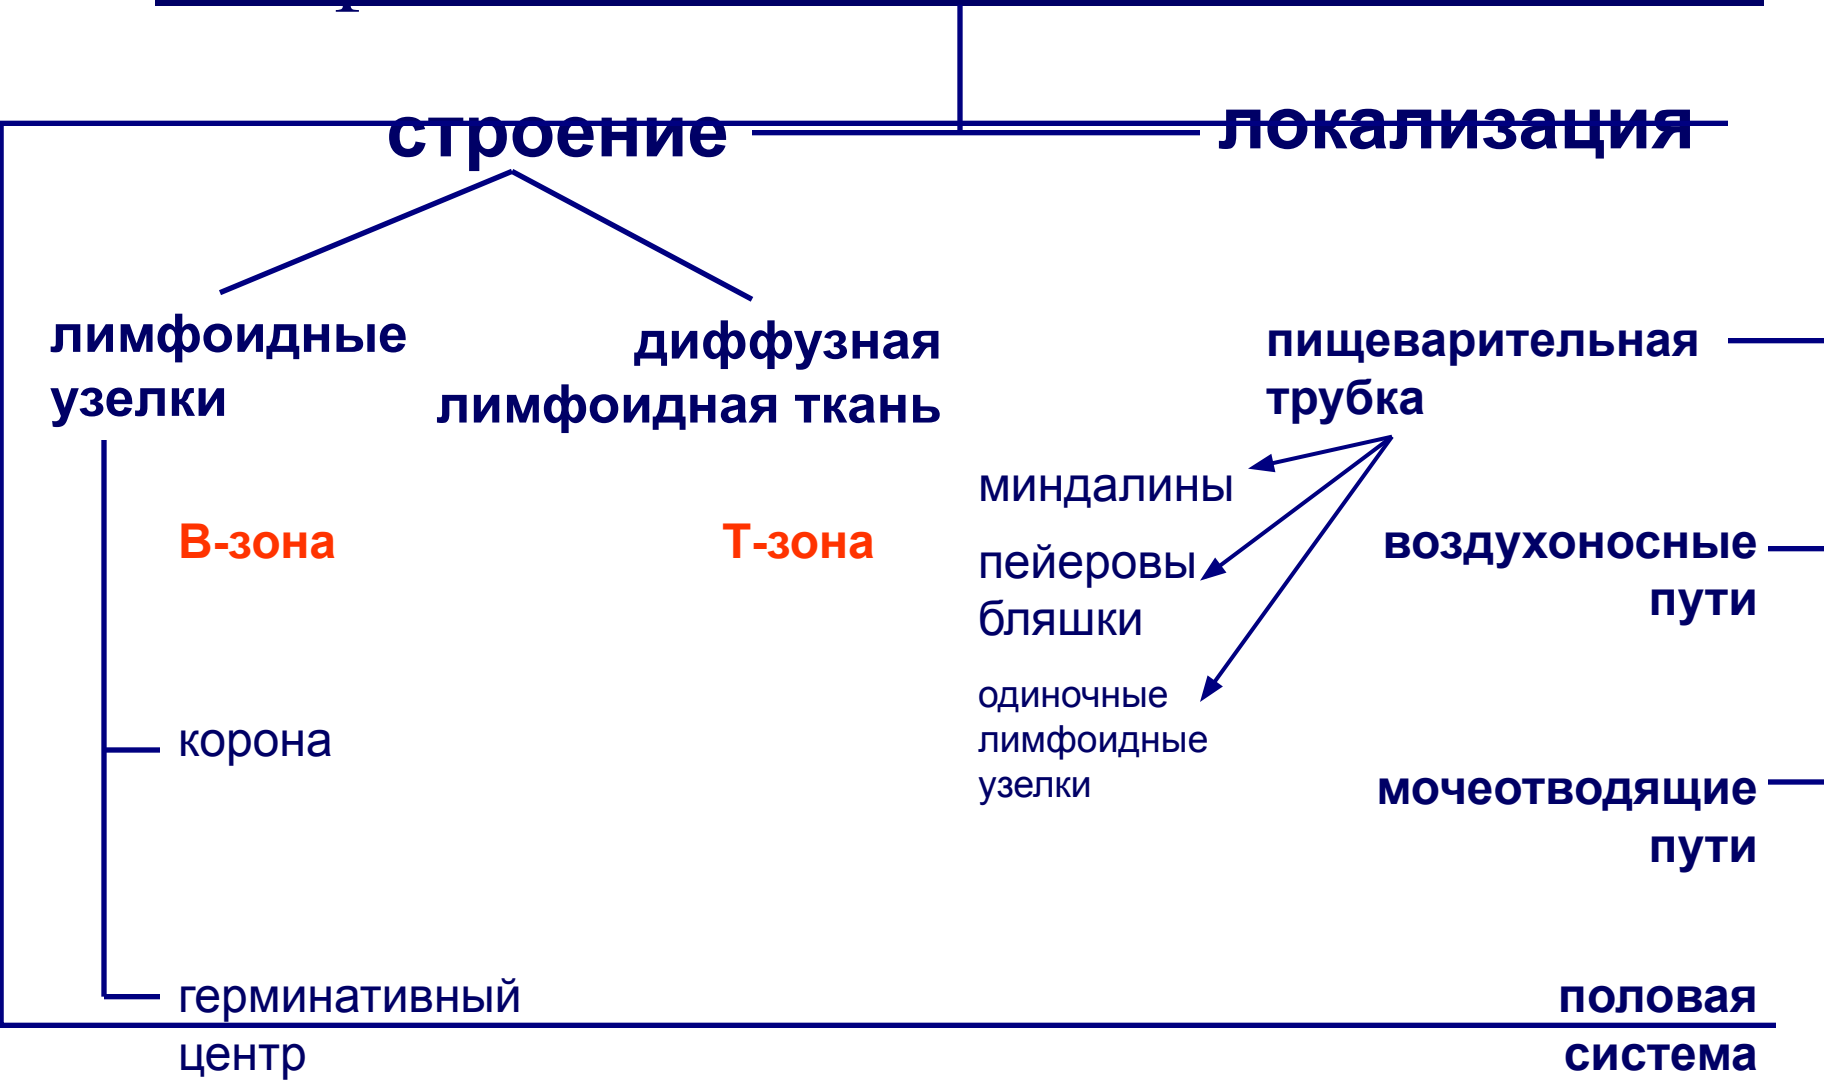 строение
локализация
лимфоидные
узелки
диффузная
лимфоидная ткань
В-зона
Т-зона
корона
герминативный
центр
пищеварительная
трубка
миндалины
пейеровы
бляшки
одиночные
лимфоидные
узелки
воздухоносные
пути
мочеотводящие
пути
половая
система